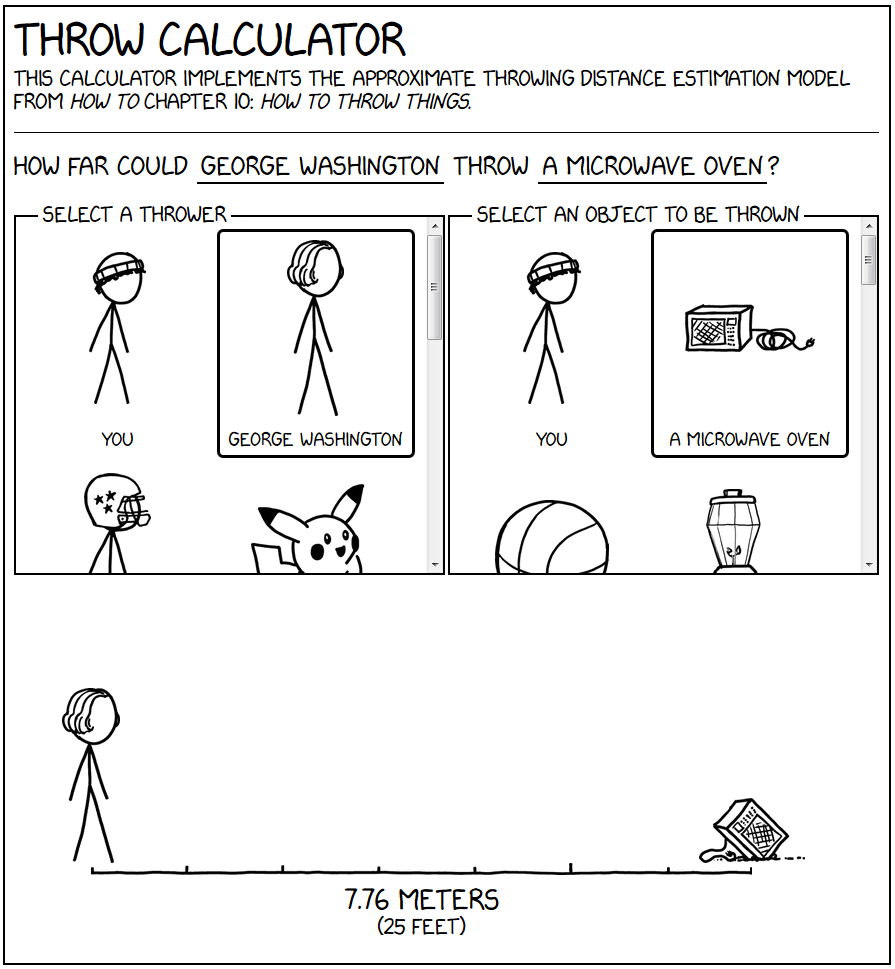 THROW CALCULATOR
THIS CALCULATOR IMPLEMENTS THE APPROXIMATE THROWING DISTANCE ESTIMATION MODEL
FROM HOW TO CHAPTER 10: HOW TO THROW THINGS.
HOW FAR COULD GEORGE WASHINGTON THROW A MICROWAVE OVEN?
SELECT A THROWER
YOU
GEORGE WASHINGTON
SELECT AN OBJECT TO BE THROWN
YOU
A MICROWAVE OVEN
7.76 METERS
(25 FEET)